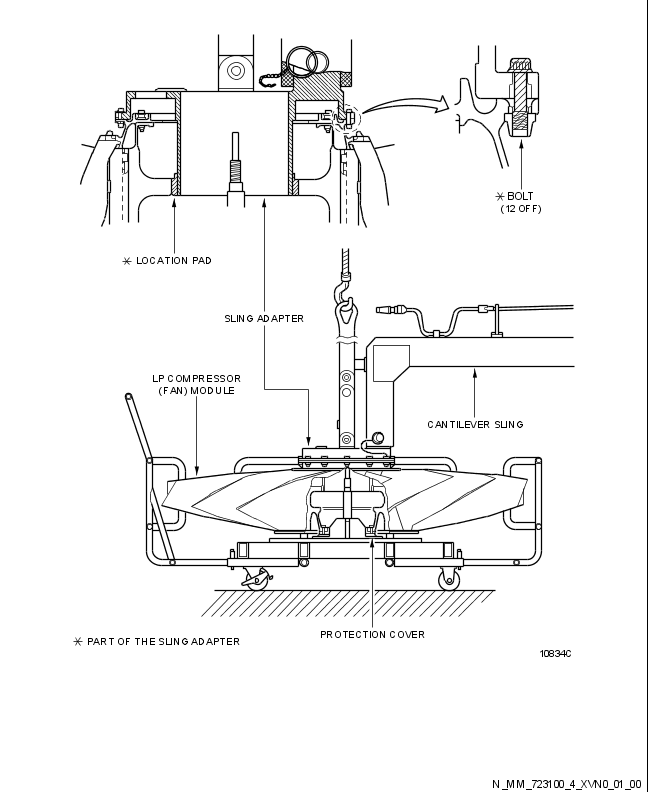 * BOLT
(12 OFF)
* LOCATION PAD
SLING ADAPTER
LP COMPRESSOR
(FAN) MODULE
CANTILEVER SLING
PROTECTION COVER
* PART OF THE SLING ADAPTER
10834C
N_MM_723100_4_XVN0_01_00